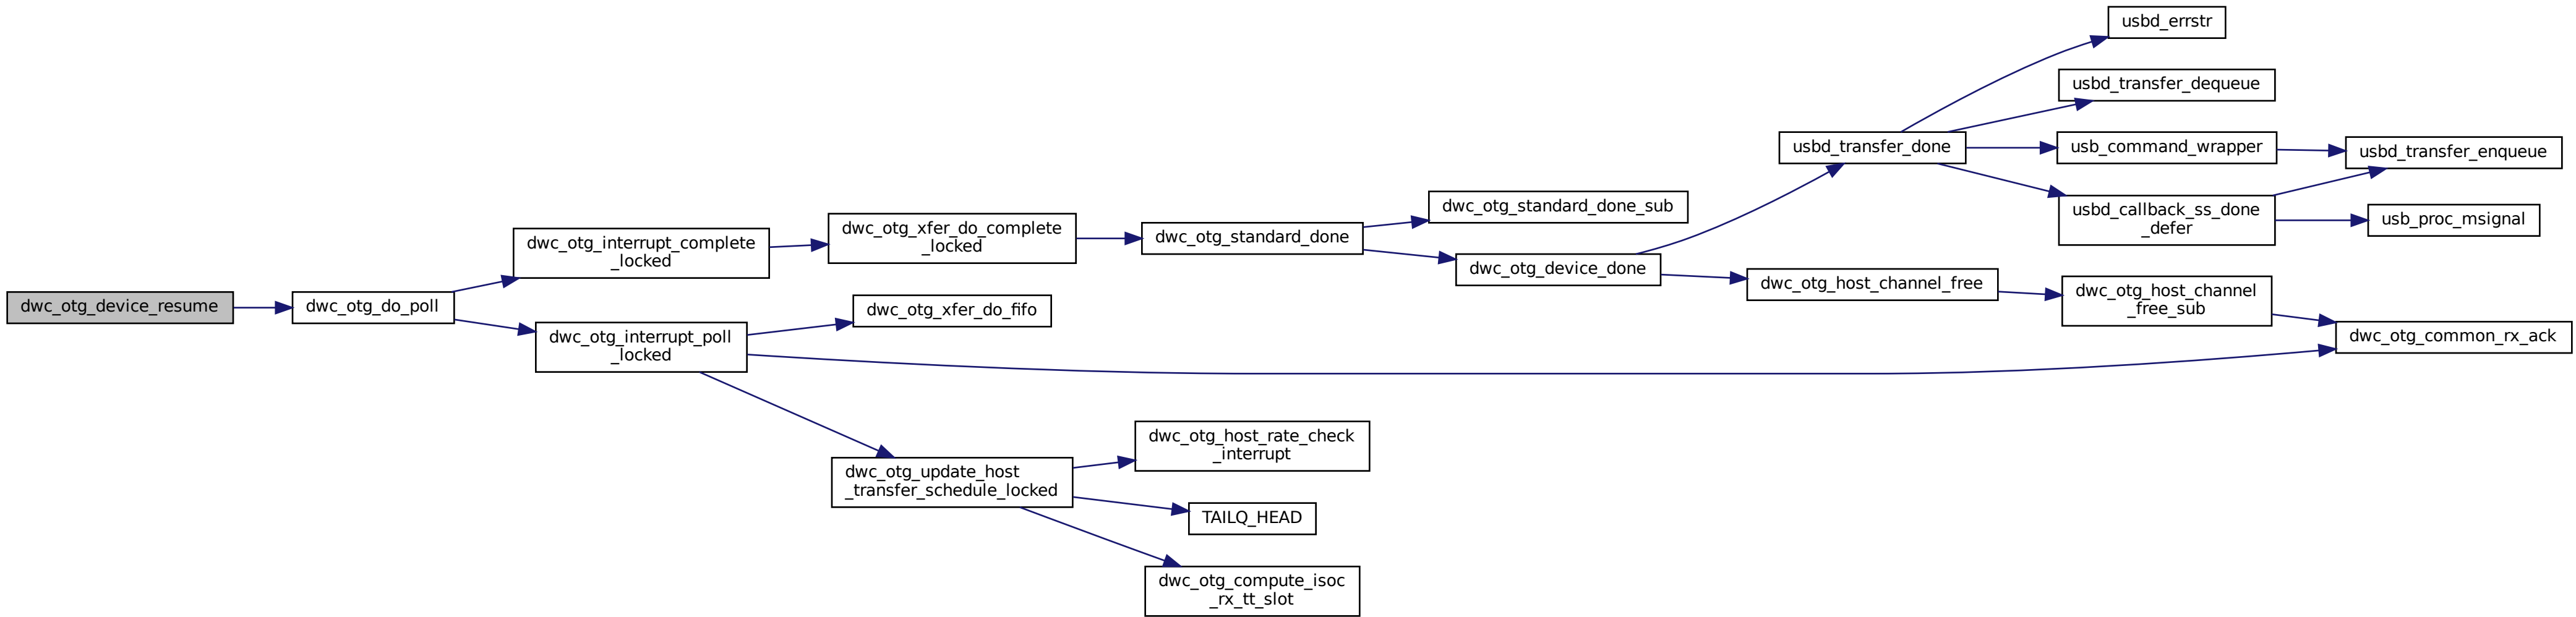 dwc_otg_device_resume
dwc_otg_do_poll
dwc_otg_interrupt_complete
_locked
dwc_otg_interrupt_poll
_locked
dwc_otg_xfer_do_complete
_locked
dwc_otg_xfer_do_fifo
dwc_otg_update_host
_transfer_schedule_locked
dwc_otg_standard_done
dwc_otg_host_rate_check
_interrupt
TAILQ_HEAD
dwc_otg_compute_isoc
_rx_tt_slot
dwc_otg_standard_done_sub
dwc_otg_device_done
usbd_transfer_done
dwc_otg_host_channel_free
usbd_errstr
usbd_transfer_dequeue
usb_command_wrapper
usbd_callback_ss_done
_defer
dwc_otg_host_channel
_free_sub
usbd_transfer_enqueue
usb_proc_msignal
dwc_otg_common_rx_ack